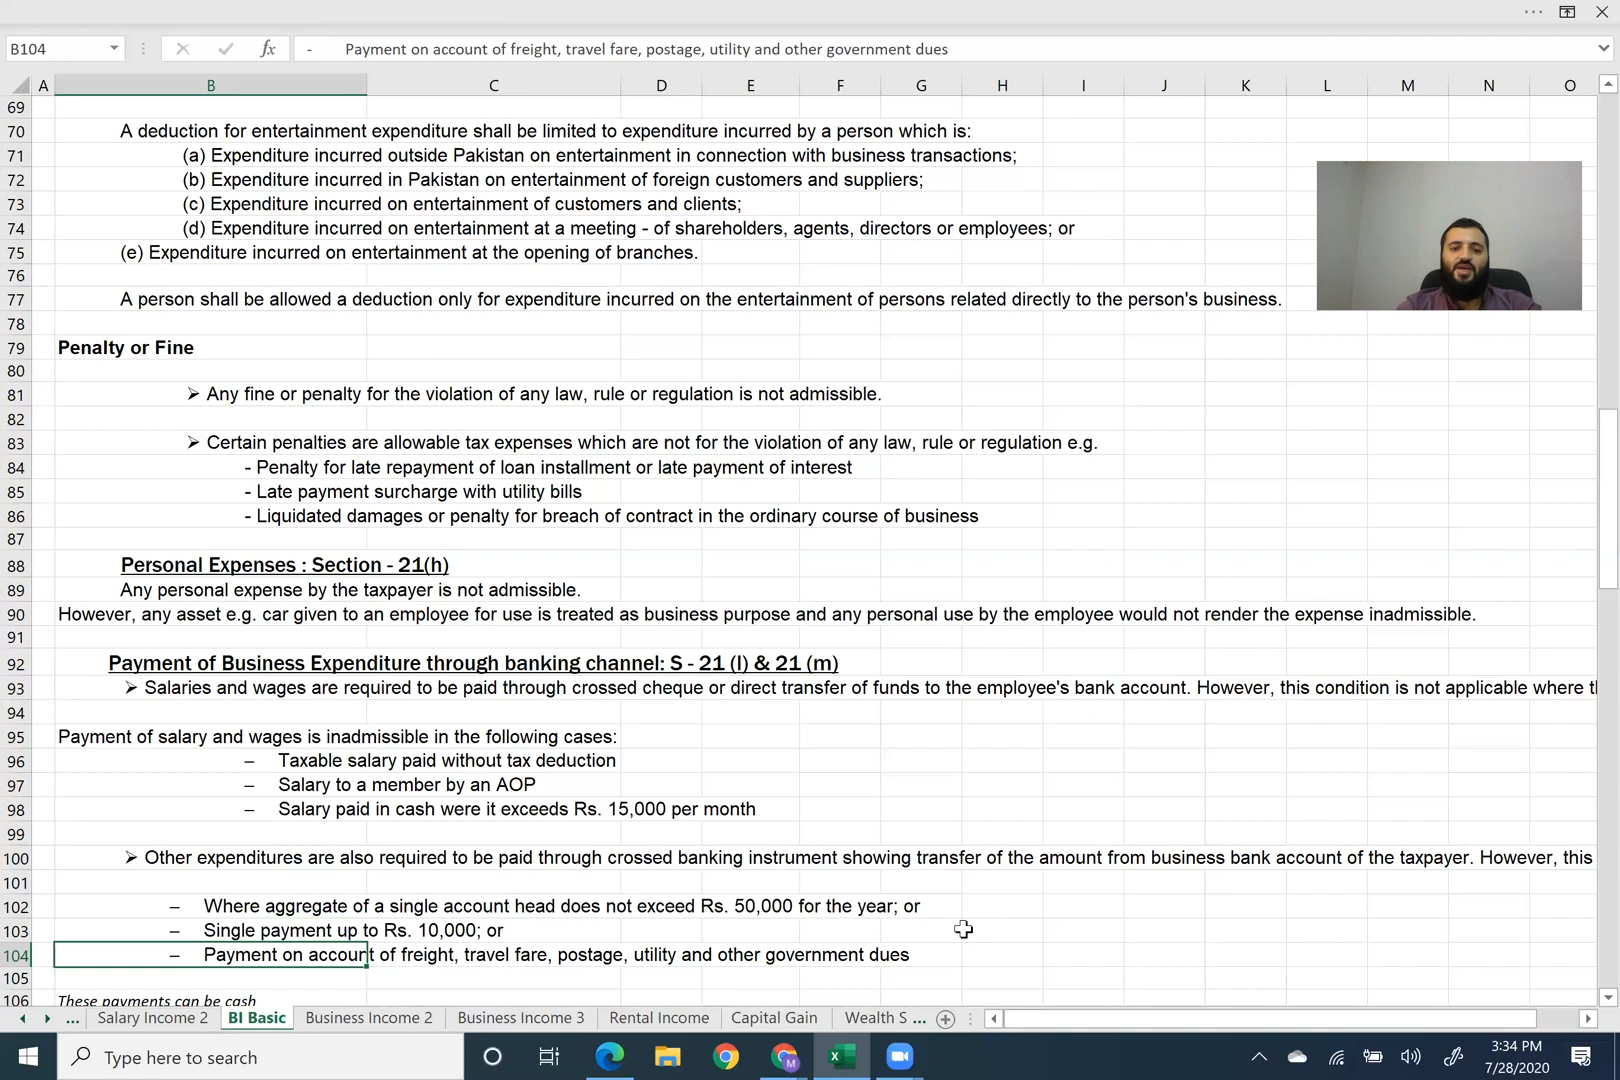 B104
fx
- Payment on account of freight, travel fare, postage, utility and other government dues
A B C D E F G H I J K L M N O
69
70 A deduction for entertainment expenditure shall be limited to expenditure incurred by a person which is:
71 (a) Expenditure incurred outside Pakistan on entertainment in connection with business transactions;
72 (b) Expenditure incurred in Pakistan on entertainment of foreign customers and suppliers;
73 (c) Expenditure incurred on entertainment of customers and clients;
74 (d) Expenditure incurred on entertainment at a meeting - of shareholders, agents, directors or employees; or
75 (e) Expenditure incurred on entertainment at the opening of branches.
76
77 A person shall be allowed a deduction only for expenditure incurred on the entertainment of persons related directly to the person's business.
78
79 Penalty or Fine
80
81 ➢ Any fine or penalty for the violation of any law, rule or regulation is not admissible.
82
83 ➢ Certain penalties are allowable tax expenses which are not for the violation of any law, rule or regulation e.g.
84 - Penalty for late repayment of loan installment or late payment of interest
85 - Late payment surcharge with utility bills
86 - Liquidated damages or penalty for breach of contract in the ordinary course of business
87
88 Personal Expenses : Section - 21(h)
89 Any personal expense by the taxpayer is not admissible.
90 However, any asset e.g. car given to an employee for use is treated as business purpose and any personal use by the employee would not render the expense inadmissible.
91
92 Payment of Business Expenditure through banking channel: S - 21 (l) & 21 (m)
93 ➢ Salaries and wages are required to be paid through crossed cheque or direct transfer of funds to the employee's bank account. However, this condition is not applicable where
94
95 Payment of salary and wages is inadmissible in the following cases:
96 – Taxable salary paid without tax deduction
97 – Salary to a member by an AOP
98 – Salary paid in cash were it exceeds Rs. 15,000 per month
99
100 ➢ Other expenditures are also required to be paid through crossed banking instrument showing transfer of the amount from business bank account of the taxpayer. However, this
101
102 – Where aggregate of a single account head does not exceed Rs. 50,000 for the year; or
103 – Single payment up to Rs. 10,000; or
104 – Payment on account of freight, travel fare, postage, utility and other government dues
105
106 These payments can be cash
... Salary Income 2 BI Basic Business Income 2 Business Income 3 Rental Income Capital Gain Wealth S ...
Type here to search
3:34 PM
7/28/2020